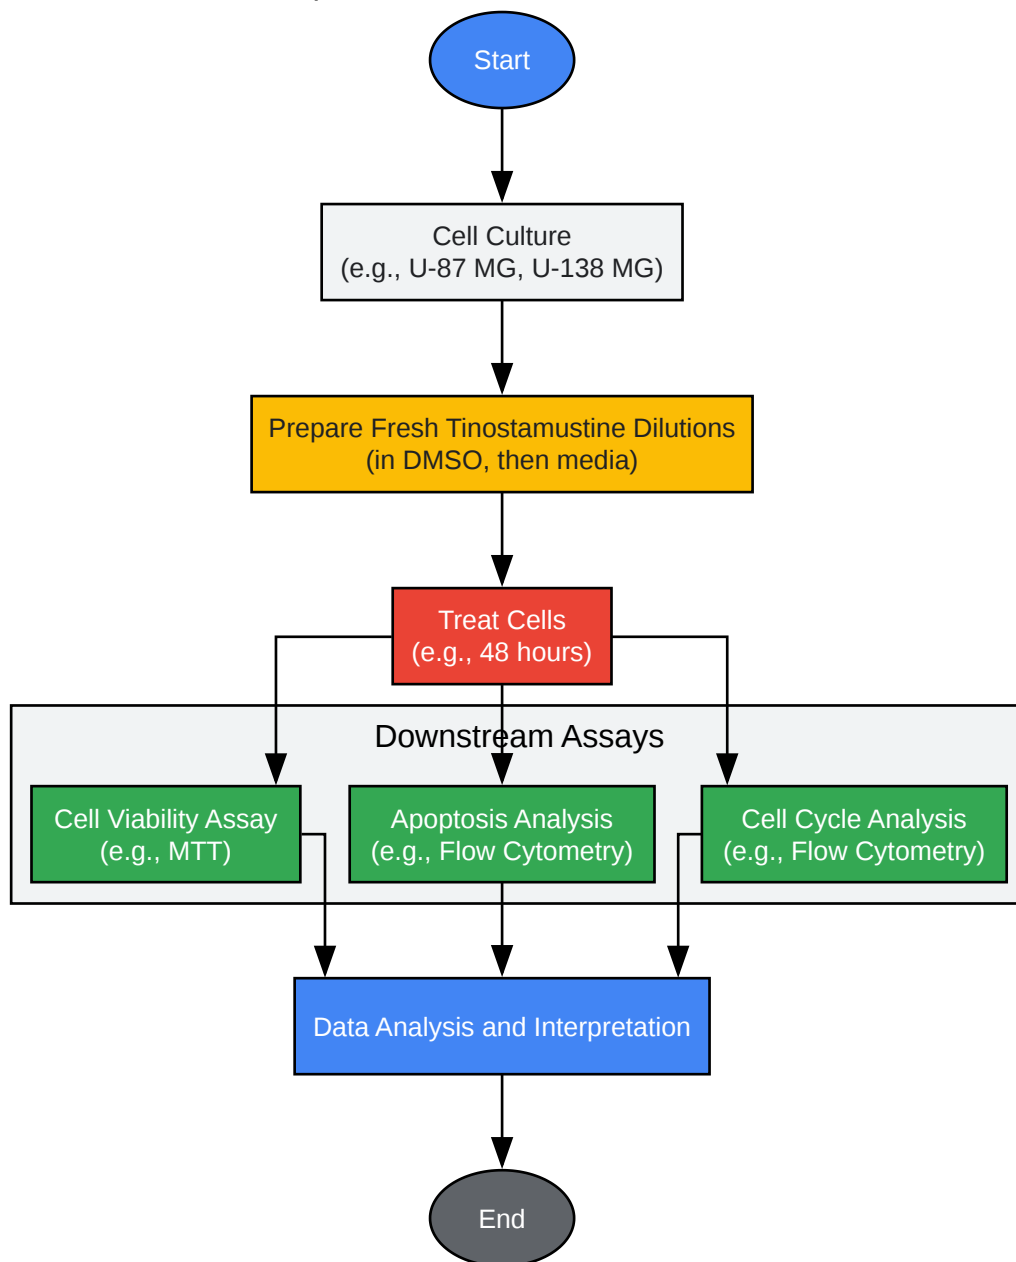 Start
Cell Culture
(e.g., U-87 MG, U-138 MG)
Prepare Fresh Tinostamustine Dilutions
(in DMSO, then media)
Treat Cells
(e.g., 48 hours)
Downstream Assays
Cell Viability Assay
(e.g., MTT)
Apoptosis Analysis
(e.g., Flow Cytometry)
Cell Cycle Analysis
(e.g., Flow Cytometry)
Data Analysis and Interpretation
End